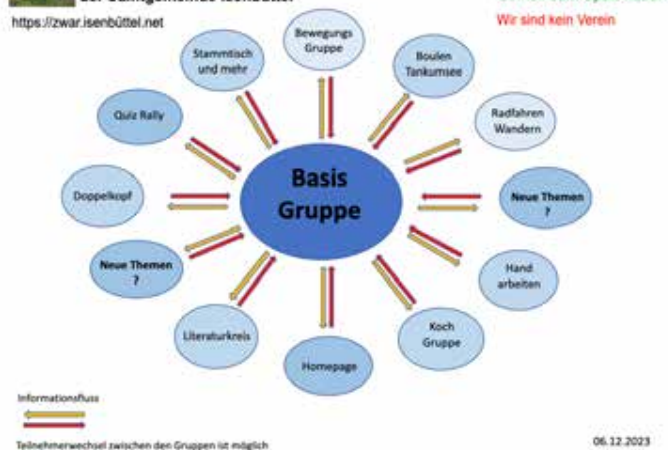 https://zwar.isenbüttel.net
Wir sind kein Verein
Bewegungs
Gruppe
Stammtisch
und mehr
Boulen
Tankumsee
Quiz Rally
Radfahren
Wandern
Basis
Gruppe
Doppelkopf
Neue Themen
?
Neue Themen
?
Hand
arbeiten
Literaturkreis
Koch
Gruppe
Homepage
Informationsfluss
Teilnehmerwechsel zwischen den Gruppen ist möglich
06.12.2023